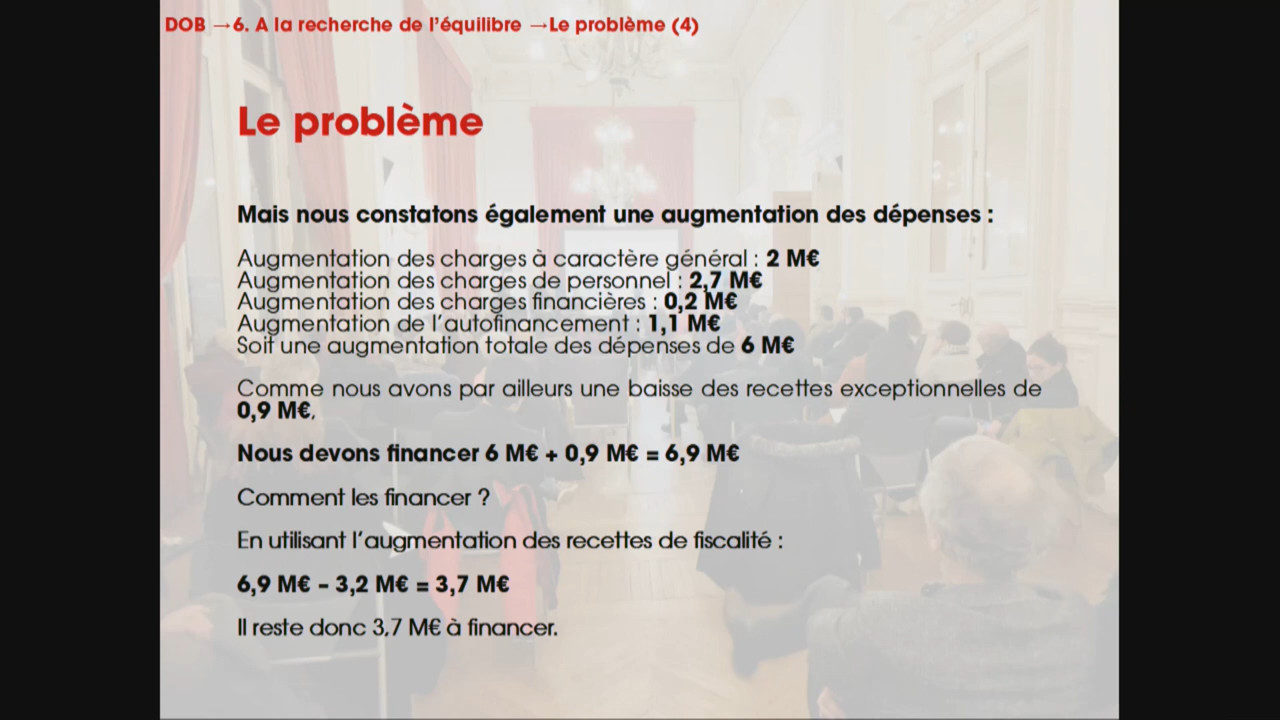 DOB →6. A la recherche de l'équilibre →Le problème (4)
Le problème
Mais nous constatons également une augmentation des dépenses :
Augmentation des charges à caractère général : 2 M€
Augmentation des charges de personnel : 2,7 M€
Augmentation des charges financières : 0,2 M€
Augmentation de l'autofinancement : 1,1 M€
Soit une augmentation totale des dépenses de 6 M€
Comme nous avons par ailleurs une baisse des recettes exceptionnelles de
0,9 M€,
Nous devons financer 6 M€ + 0,9 M€ = 6,9 M€
Comment les financer ?
En utilisant l'augmentation des recettes de fiscalité :
6,9 M€ – 3,2 M€ = 3,7 M€
Il reste donc 3,7 M€ à financer.